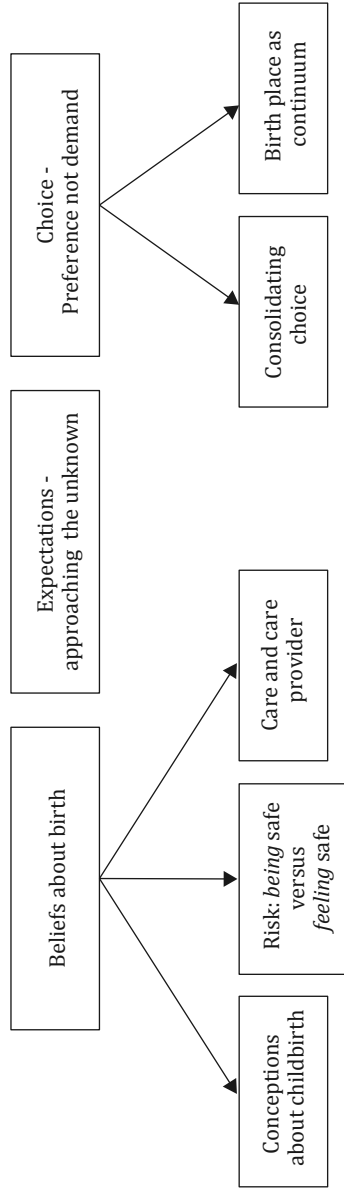 Beliefs about birth
Expectations -
approaching the unknown
Choice -
Preference not demand
Conceptions
about childbirth
Risk: being safe
versus
feeling safe
Care and care
provider
Consolidating
choice
Birth place as
continuum